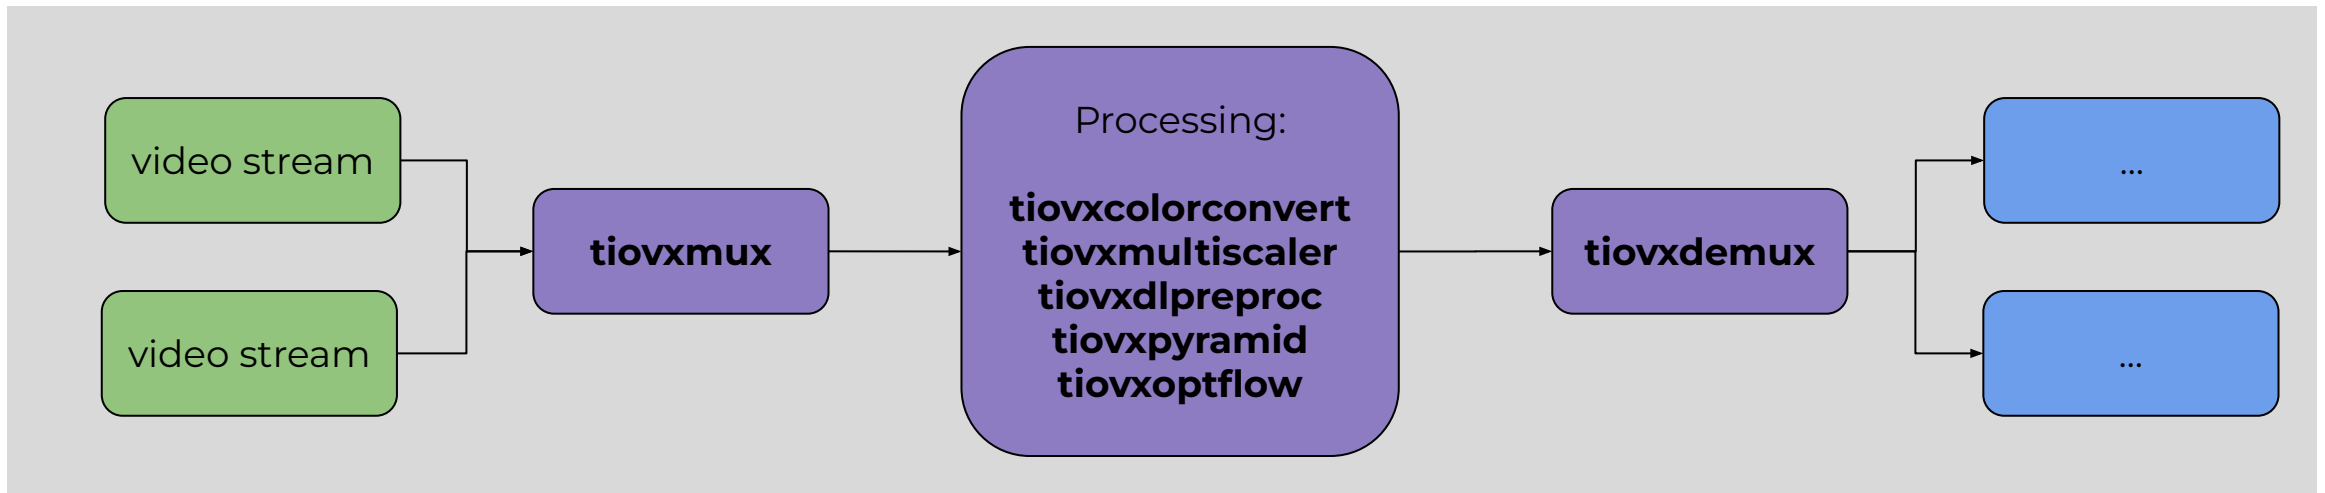 video stream
video stream
tiovxmux
Processing:
tiovxcolorconvert
tiovxmultiscaler
tiovxdlpreproc
tiovxpyramid
tiovxoptflow
tiovxdemux
...
...